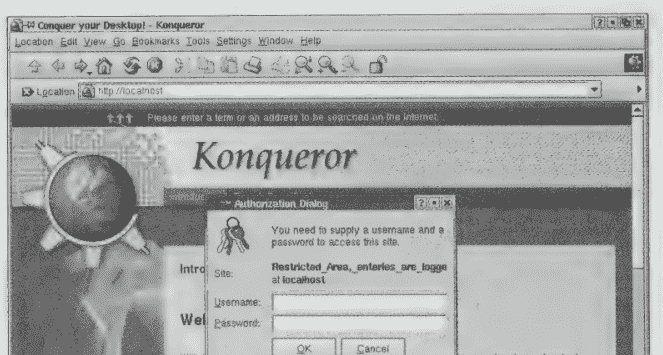 Conquer your Desktop! - Konqueror
Location Edit View Go Bookmarks Tools Settings Window Help
Location http://localhost
Please enter a term or an address to be searched on the Internet.
Konqueror
Authorization Dialog
You need to supply a username and a
password to access this site.
Intro
Site: Restricted_Area,_enteries_are_logge
at localhost
Username:
Wel
Password:
OK Cancel